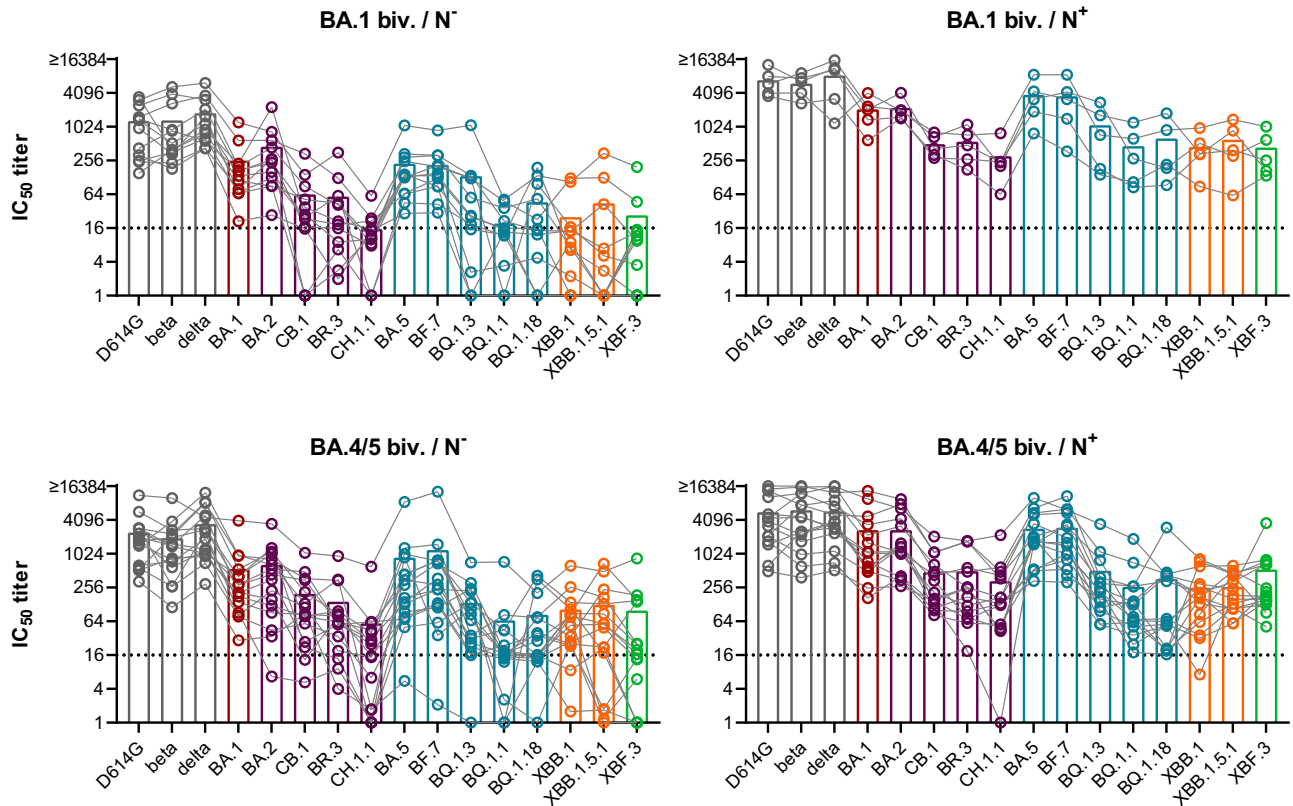 BA.1 biv. / N⁻
IC₅₀ titer
≥16384
4096
1024
256
64
16
4
1
D614G
beta
delta
BA.1
BA.2
CB.1
BR.3
CH.1.1
BA.5
BF.7
BQ.1.3
BQ.1.1
BQ.1.18
XBB.1
XBB.1.5.1
XBF.3
BA.1 biv. / N⁺
≥16384
4096
1024
256
64
16
4
1
D614G
beta
delta
BA.1
BA.2
CB.1
BR.3
CH.1.1
BA.5
BF.7
BQ.1.3
BQ.1.1
BQ.1.18
XBB.1
XBB.1.5.1
XBF.3
BA.4/5 biv. / N⁻
IC₅₀ titer
≥16384
4096
1024
256
64
16
4
1
D614G
beta
delta
BA.1
BA.2
CB.1
BR.3
CH.1.1
BA.5
BF.7
BQ.1.3
BQ.1.1
BQ.1.18
XBB.1
XBB.1.5.1
XBF.3
BA.4/5 biv. / N⁺
≥16384
4096
1024
256
64
16
4
1
D614G
beta
delta
BA.1
BA.2
CB.1
BR.3
CH.1.1
BA.5
BF.7
BQ.1.3
BQ.1.1
BQ.1.18
XBB.1
XBB.1.5.1
XBF.3